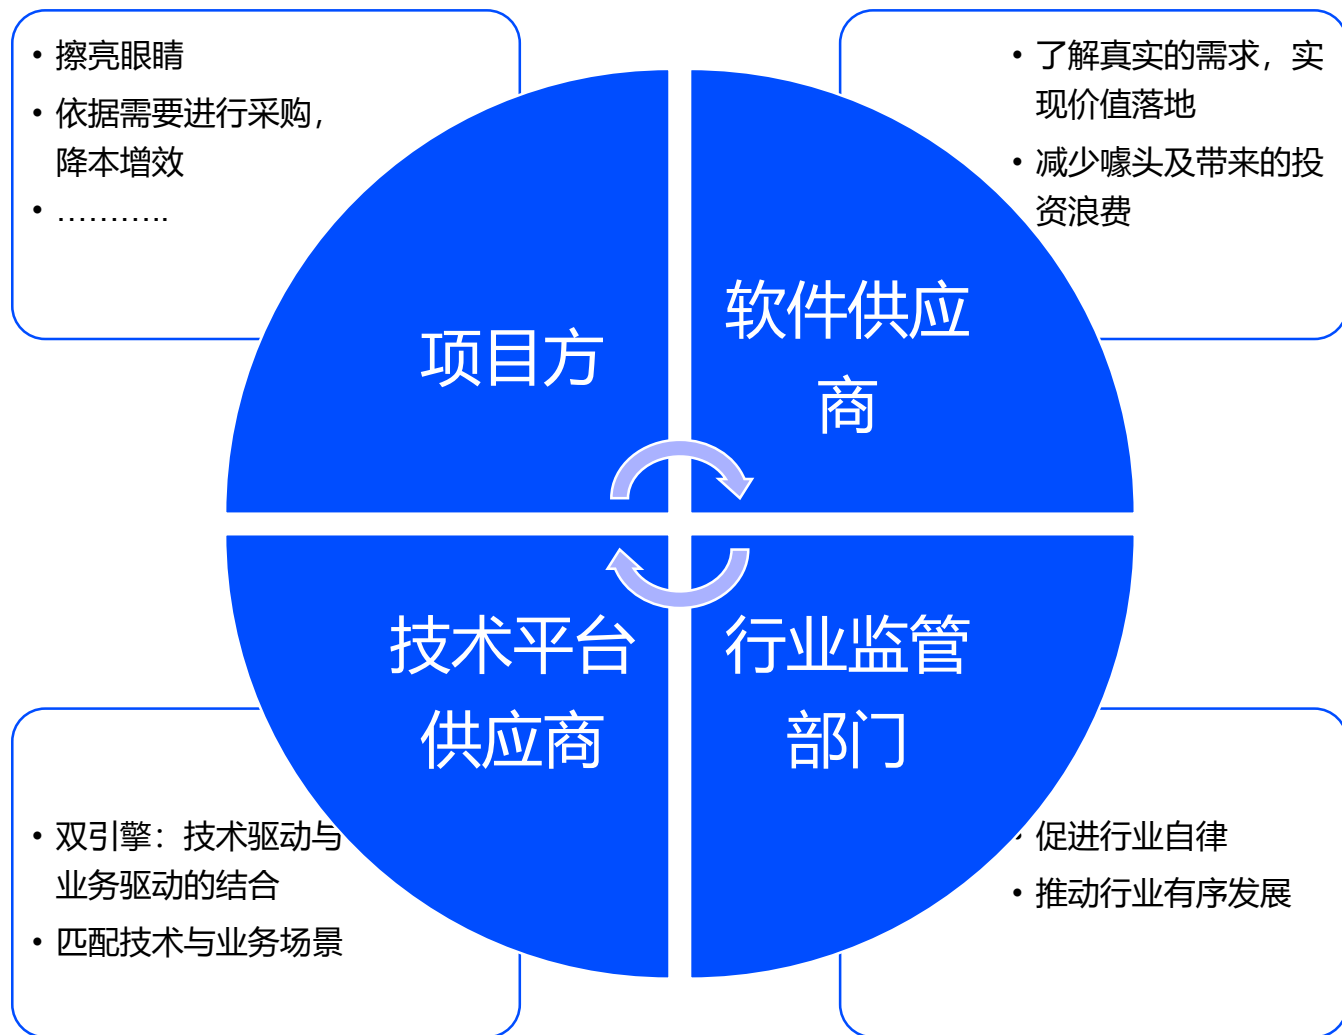 • 擦亮眼睛
• 依据需要进行采购，
降本增效
• ………..
• 了解真实的需求，实
现价值落地
• 减少噱头及带来的投
资浪费
项目方
软件供应
商
技术平台
供应商
行业监管
部门
• 双引擎：技术驱动与
业务驱动的结合
• 匹配技术与业务场景
• 促进行业自律
• 推动行业有序发展